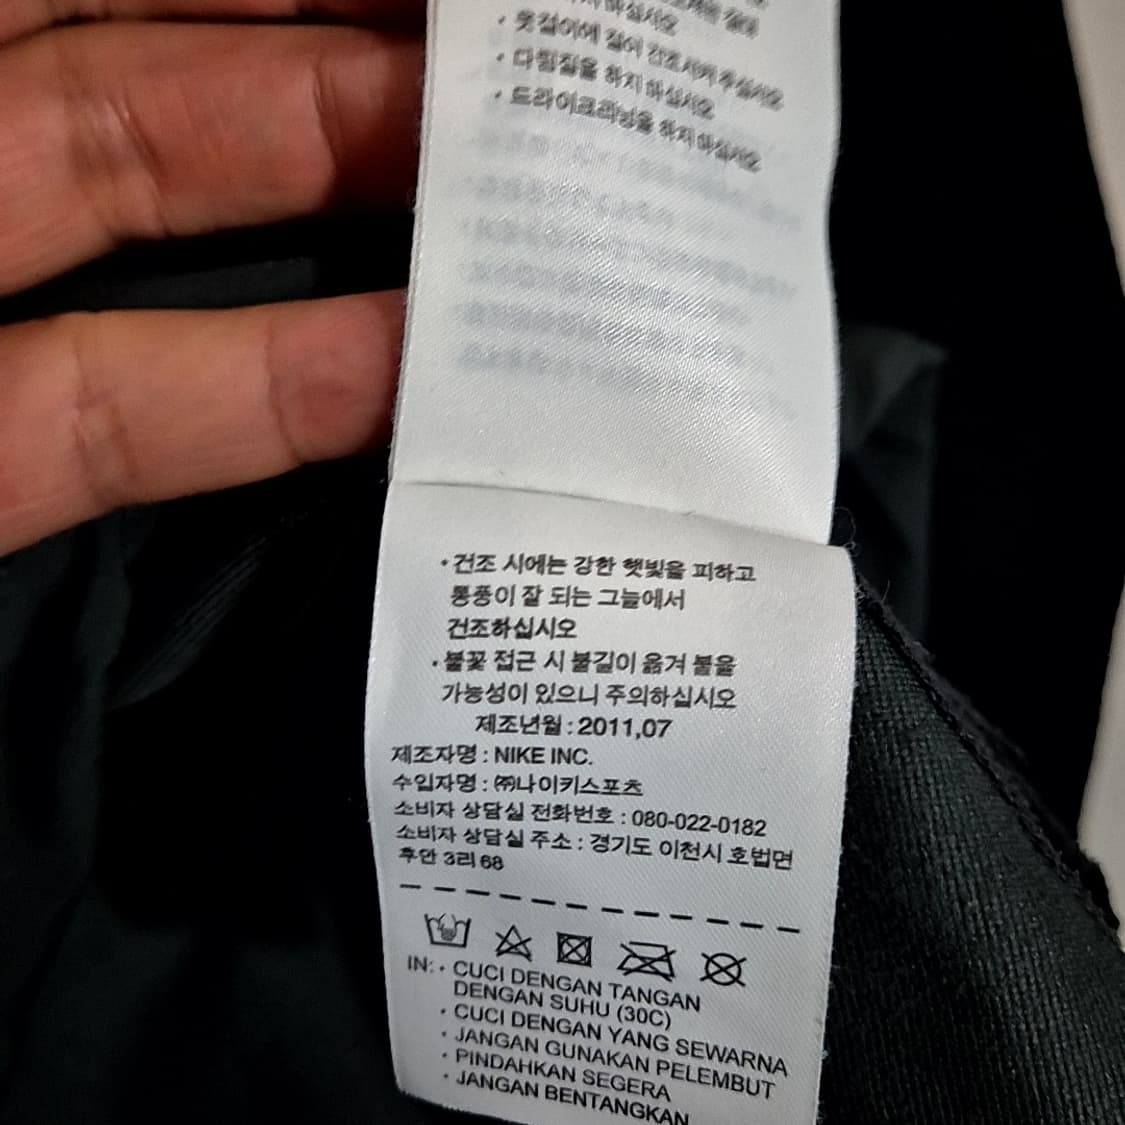 하지 마십시오
• 옷걸이에 걸어 건조시켜 주십시오
• 다림질을 하지 마십시오
• 드라이크리닝을 하지 마십시오
• 건조 시에는 강한 햇빛을 피하고
통풍이 잘 되는 그늘에서
건조하십시오
• 불꽃 접근 시 불길이 옮겨 붙을
가능성이 있으니 주의하십시오
제조년월 : 2011,07
제조자명 : NIKE INC.
수입자명 : ㈜나이키스포츠
소비자 상담실 전화번호 : 080-022-0182
소비자 상담실 주소 : 경기도 이천시 호법면
후안 3리 68
IN: • CUCI DENGAN TANGAN
DENGAN SUHU (30C)
• CUCI DENGAN YANG SEWARNA
• JANGAN GUNAKAN PELEMBUT
• PINDAHKAN SEGERA
• JANGAN BENTANGKAN